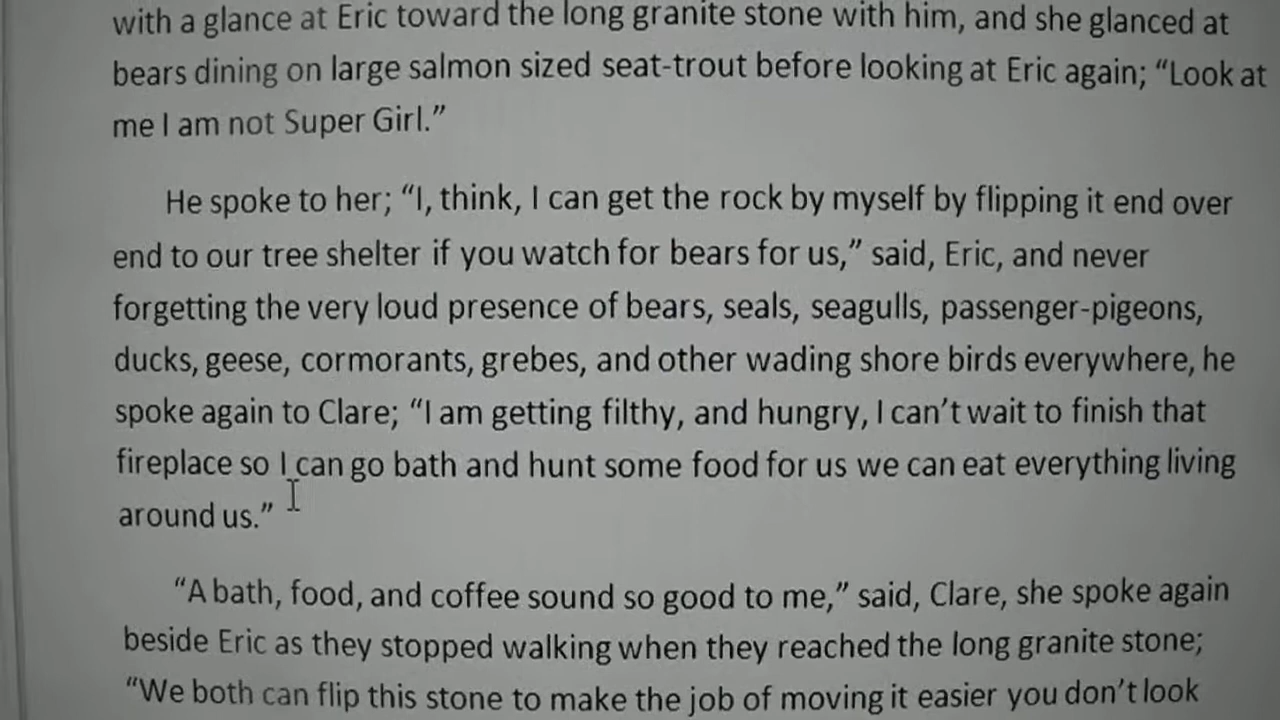 with a glance at Eric toward the long granite stone with him, and she glanced at
bears dining on large salmon sized seat-trout before looking at Eric again; “Look at
me I am not Super Girl.”
He spoke to her; “I, think, I can get the rock by myself by flipping it end over
end to our tree shelter if you watch for bears for us,” said, Eric, and never
forgetting the very loud presence of bears, seals, seagulls, passenger-pigeons,
ducks, geese, cormorants, grebes, and other wading shore birds everywhere, he
spoke again to Clare; “I am getting filthy, and hungry, I can’t wait to finish that
fireplace so I can go bath and hunt some food for us we can eat everything living
around us.”
“A bath, food, and coffee sound so good to me,” said, Clare, she spoke again
beside Eric as they stopped walking when they reached the long granite stone;
“We both can flip this stone to make the job of moving it easier you don’t look